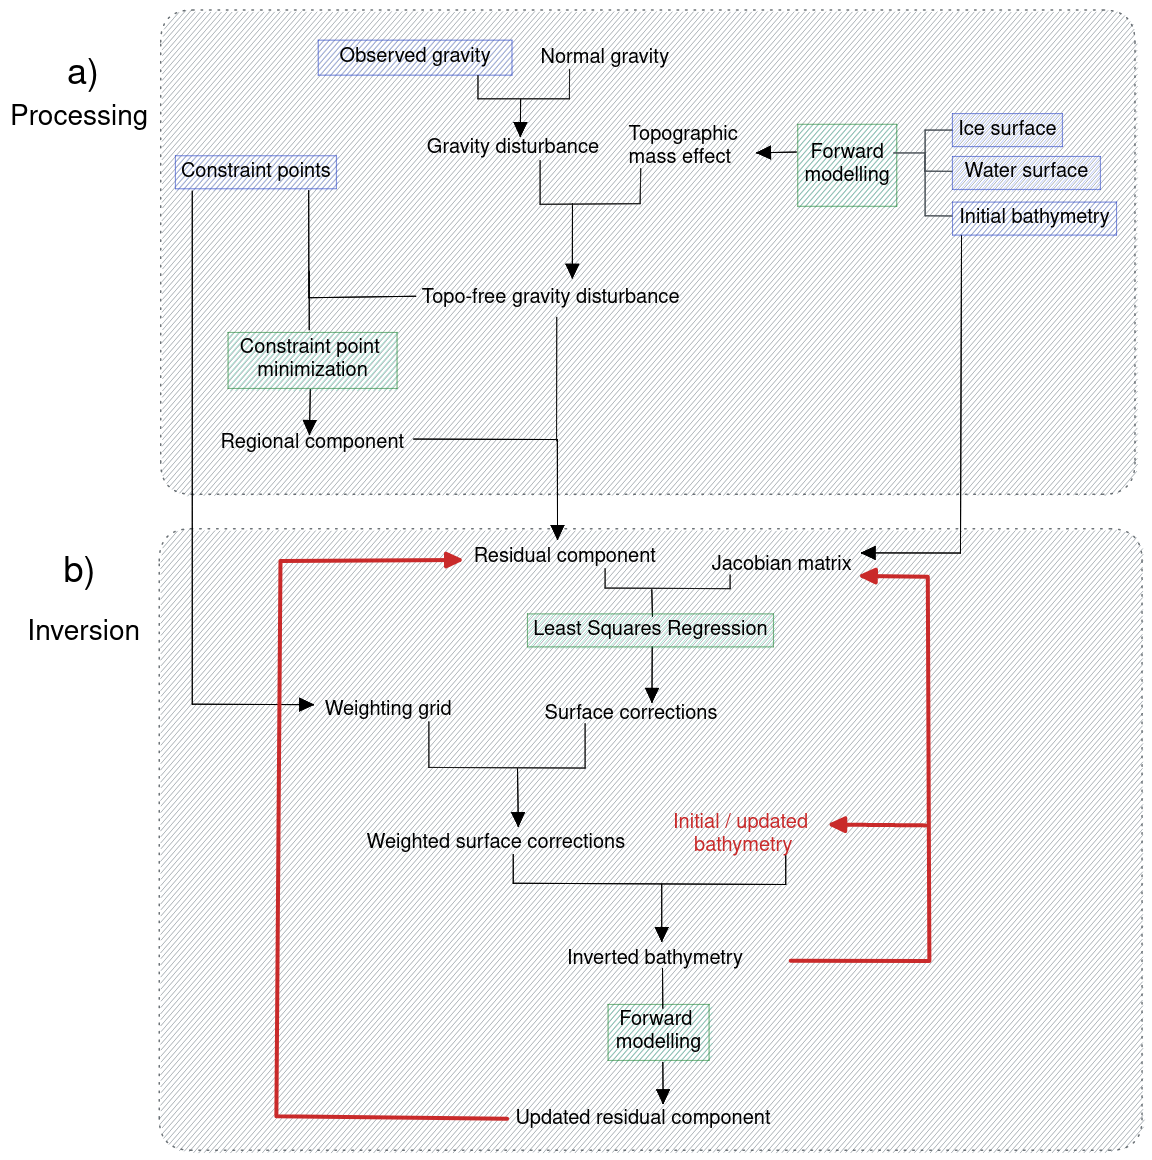 a)
Processing
Observed gravity
Normal gravity
Gravity disturbance
Topographic
mass effect
Forward
modelling
Ice surface
Water surface
Initial bathymetry
Constraint points
Topo-free gravity disturbance
Constraint point
minimization
Regional component
b)
Inversion
Residual component
Jacobian matrix
Least Squares Regression
Weighting grid
Surface corrections
Weighted surface corrections
Initial / updated
bathymetry
Inverted bathymetry
Forward
modelling
Updated residual component